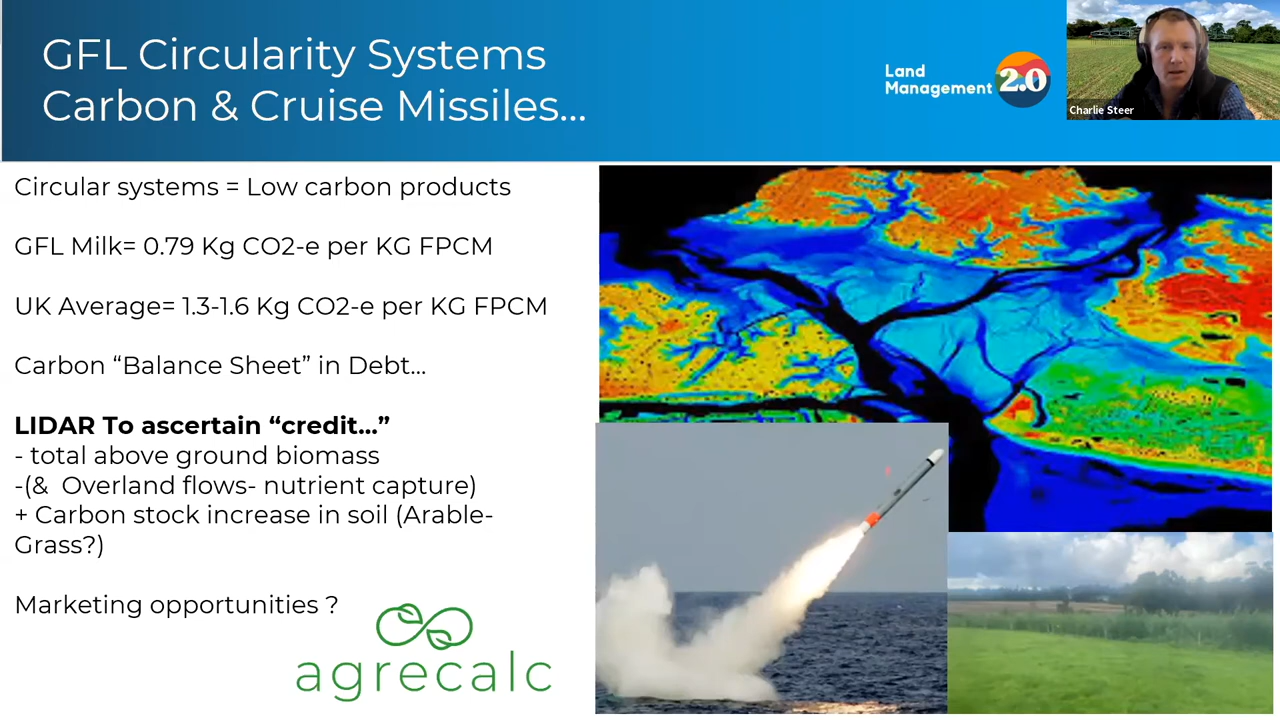 GFL Circularity Systems
Carbon & Cruise Missiles...
Land
Management 2.0
Charlie Steer
Circular systems = Low carbon products
GFL Milk= 0.79 Kg CO2-e per KG FPCM
UK Average= 1.3-1.6 Kg CO2-e per KG FPCM
Carbon “Balance Sheet” in Debt...
LIDAR To ascertain “credit...”
- total above ground biomass
-(&  Overland flows- nutrient capture)
+ Carbon stock increase in soil (Arable-
Grass?)
Marketing opportunities ?
agrecalc